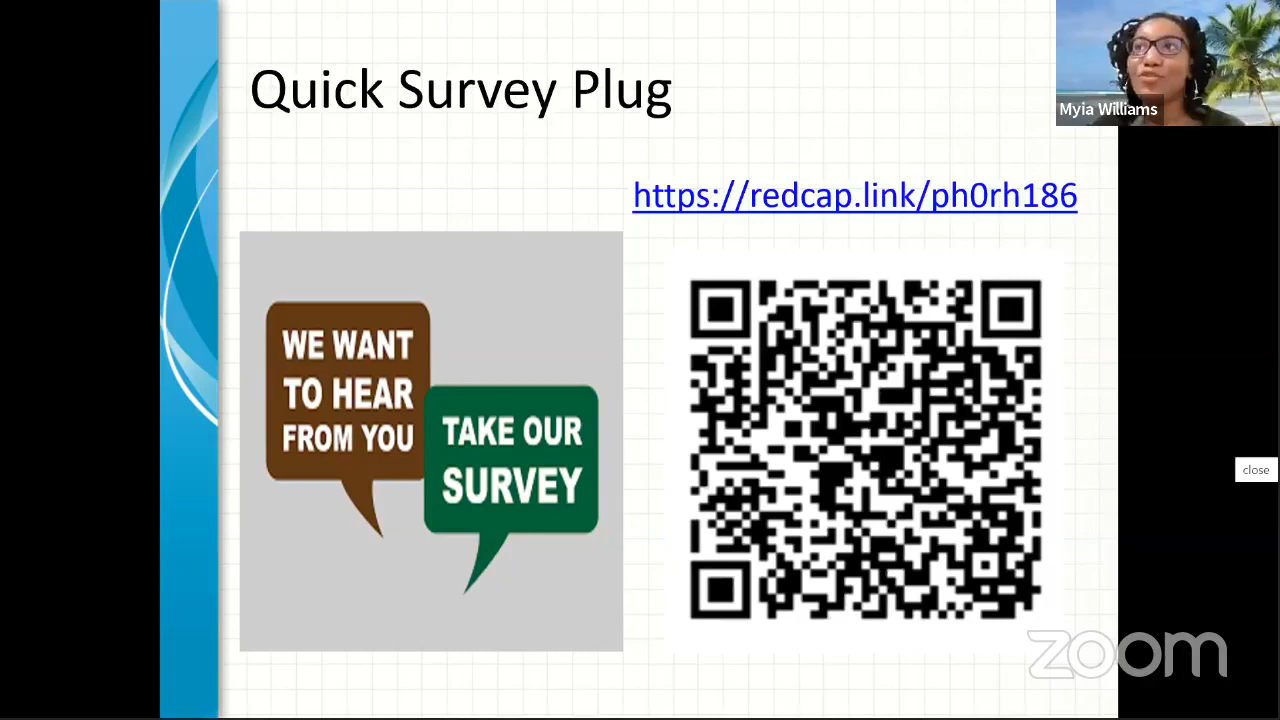 Quick Survey Plug
Myia Williams
https://redcap.link/ph0rh186
WE WANT
TO HEAR
FROM YOU
TAKE OUR
SURVEY
close
zoom